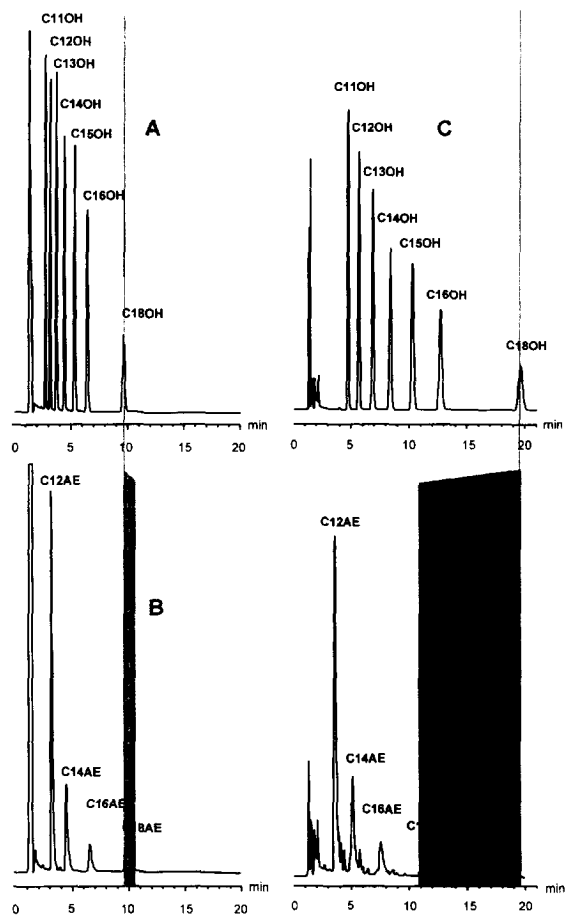 C11OH
C12OH
C13OH
C14OH
C15OH
C16OH
C18OH
A
0 5 10 15 20 min
C11OH
C12OH
C13OH
C14OH
C15OH
C16OH
C18OH
C
0 5 10 15 20 min
C12AE
C14AE
C16AE
8AE
B
0 5 10 15 20 min
C12AE
C14AE
C16AE
C
0 5 10 15 20 min